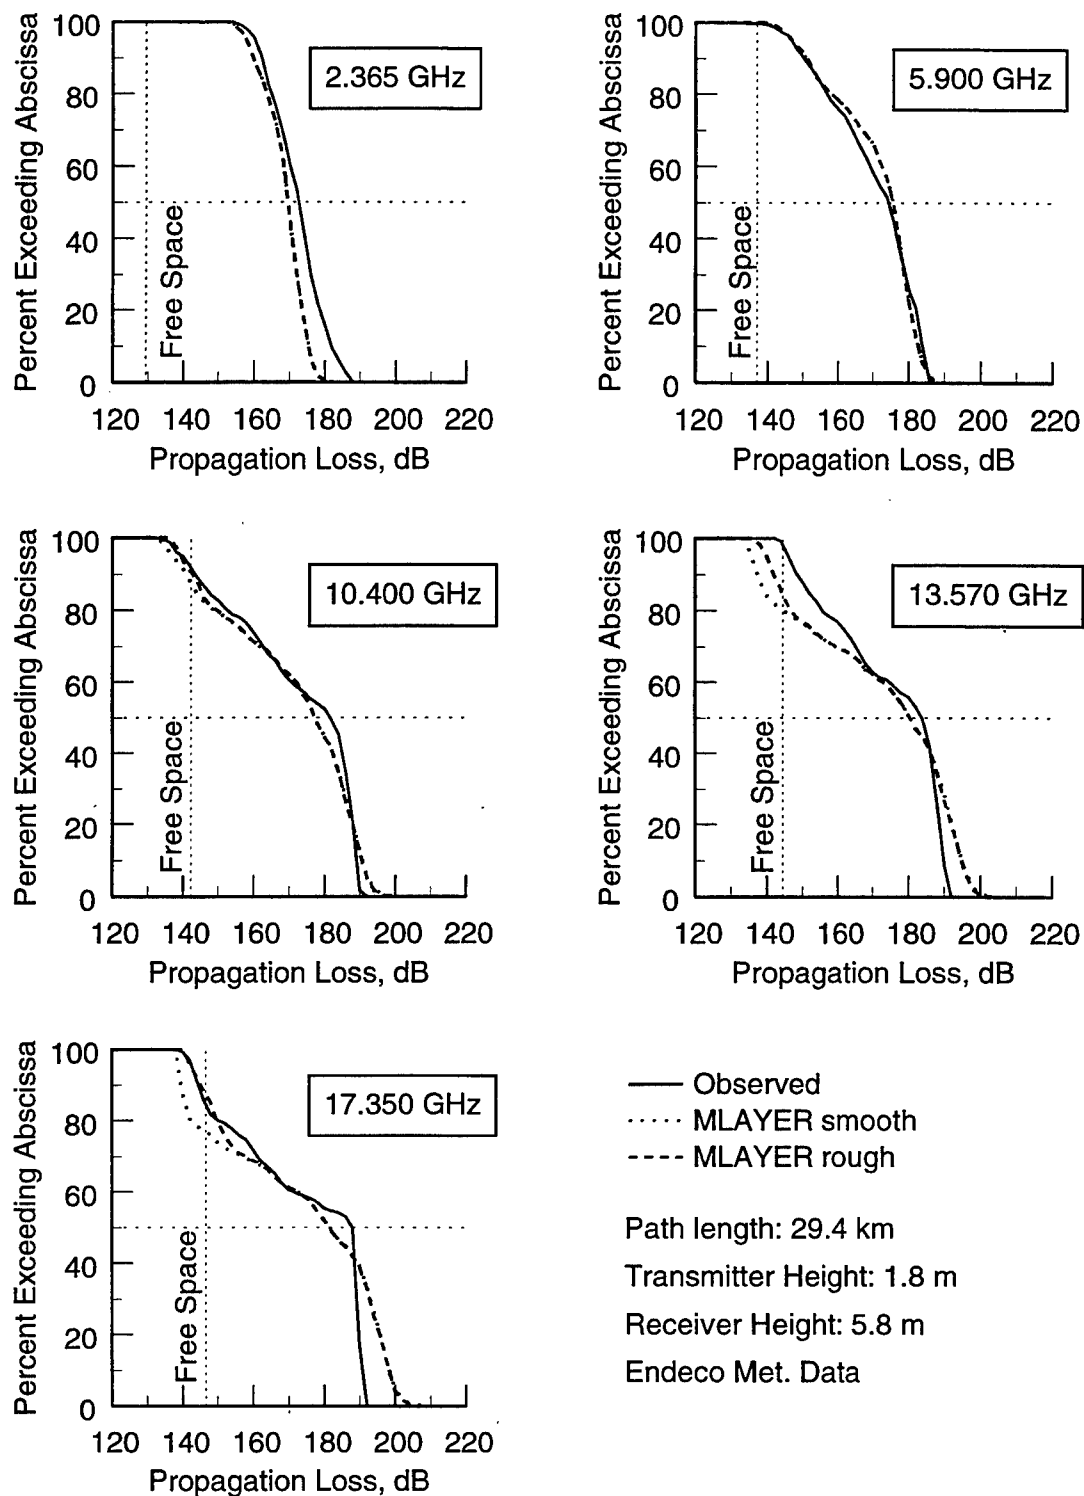 Percent Exceeding Abscissa
100
80
60
40
20
0
2.365 GHz
Free Space
120 140 160 180 200 220
Propagation Loss, dB
Percent Exceeding Abscissa
100
80
60
40
20
0
5.900 GHz
Free Space
120 140 160 180 200 220
Propagation Loss, dB
Percent Exceeding Abscissa
100
80
60
40
20
0
10.400 GHz
Free Space
120 140 160 180 200 220
Propagation Loss, dB
Percent Exceeding Abscissa
100
80
60
40
20
0
13.570 GHz
Free Space
120 140 160 180 200 220
Propagation Loss, dB
Percent Exceeding Abscissa
100
80
60
40
20
0
17.350 GHz
Free Space
120 140 160 180 200 220
Propagation Loss, dB
Observed
MLAYER smooth
MLAYER rough
Path length: 29.4 km
Transmitter Height: 1.8 m
Receiver Height: 5.8 m
Endeco Met. Data